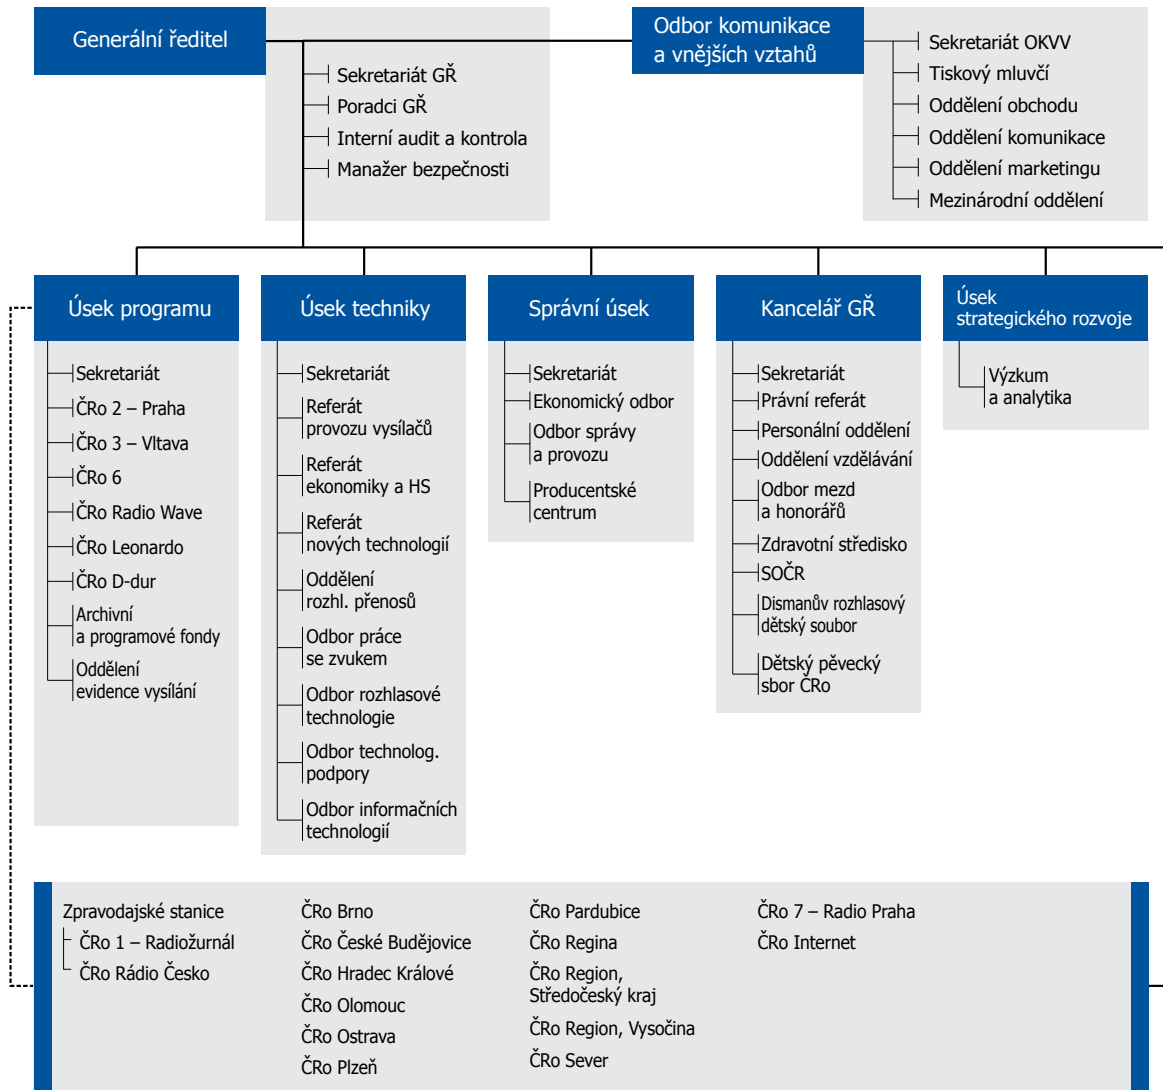 Generální ředitel
Sekretariát GŘ
Poradci GŘ
Interní audit a kontrola
Manažer bezpečnosti
Odbor komunikace
a vnějších vztahů
Sekretariát OKVV
Tiskový mluvčí
Oddělení obchodu
Oddělení komunikace
Oddělení marketingu
Mezinárodní oddělení
Úsek programu
Sekretariát
ČRo 2 – Praha
ČRo 3 – Vltava
ČRo 6
ČRo Radio Wave
ČRo Leonardo
ČRo D-dur
Archivní
a programové fondy
Oddělení
evidence vysílání
Úsek techniky
Sekretariát
Referát
provozu vysílačů
Referát
ekonomiky a HS
Referát
nových technologií
Oddělení
rozhl. přenosů
Odbor práce
se zvukem
Odbor rozhlasové
technologie
Odbor technolog.
podpory
Odbor informačních
technologií
Správní úsek
Sekretariát
Ekonomický odbor
Odbor správy
a provozu
Producentské
centrum
Kancelář GŘ
Sekretariát
Právní referát
Personální oddělení
Oddělení vzdělávání
Odbor mezd
a honorářů
Zdravotní středisko
SOČR
Dismanův rozhlasový
dětský soubor
Dětský pěvecký
sbor ČRo
Úsek
strategického rozvoje
Výzkum
a analytika
Zpravodajské stanice
ČRo 1 – Radiožurnál
ČRo Rádio Česko
ČRo Brno
ČRo České Budějovice
ČRo Hradec Králové
ČRo Olomouc
ČRo Ostrava
ČRo Plzeň
ČRo Pardubice
ČRo Regina
ČRo Region,
Středočeský kraj
ČRo Region, Vysočina
ČRo Sever
ČRo 7 – Radio Praha
ČRo Internet